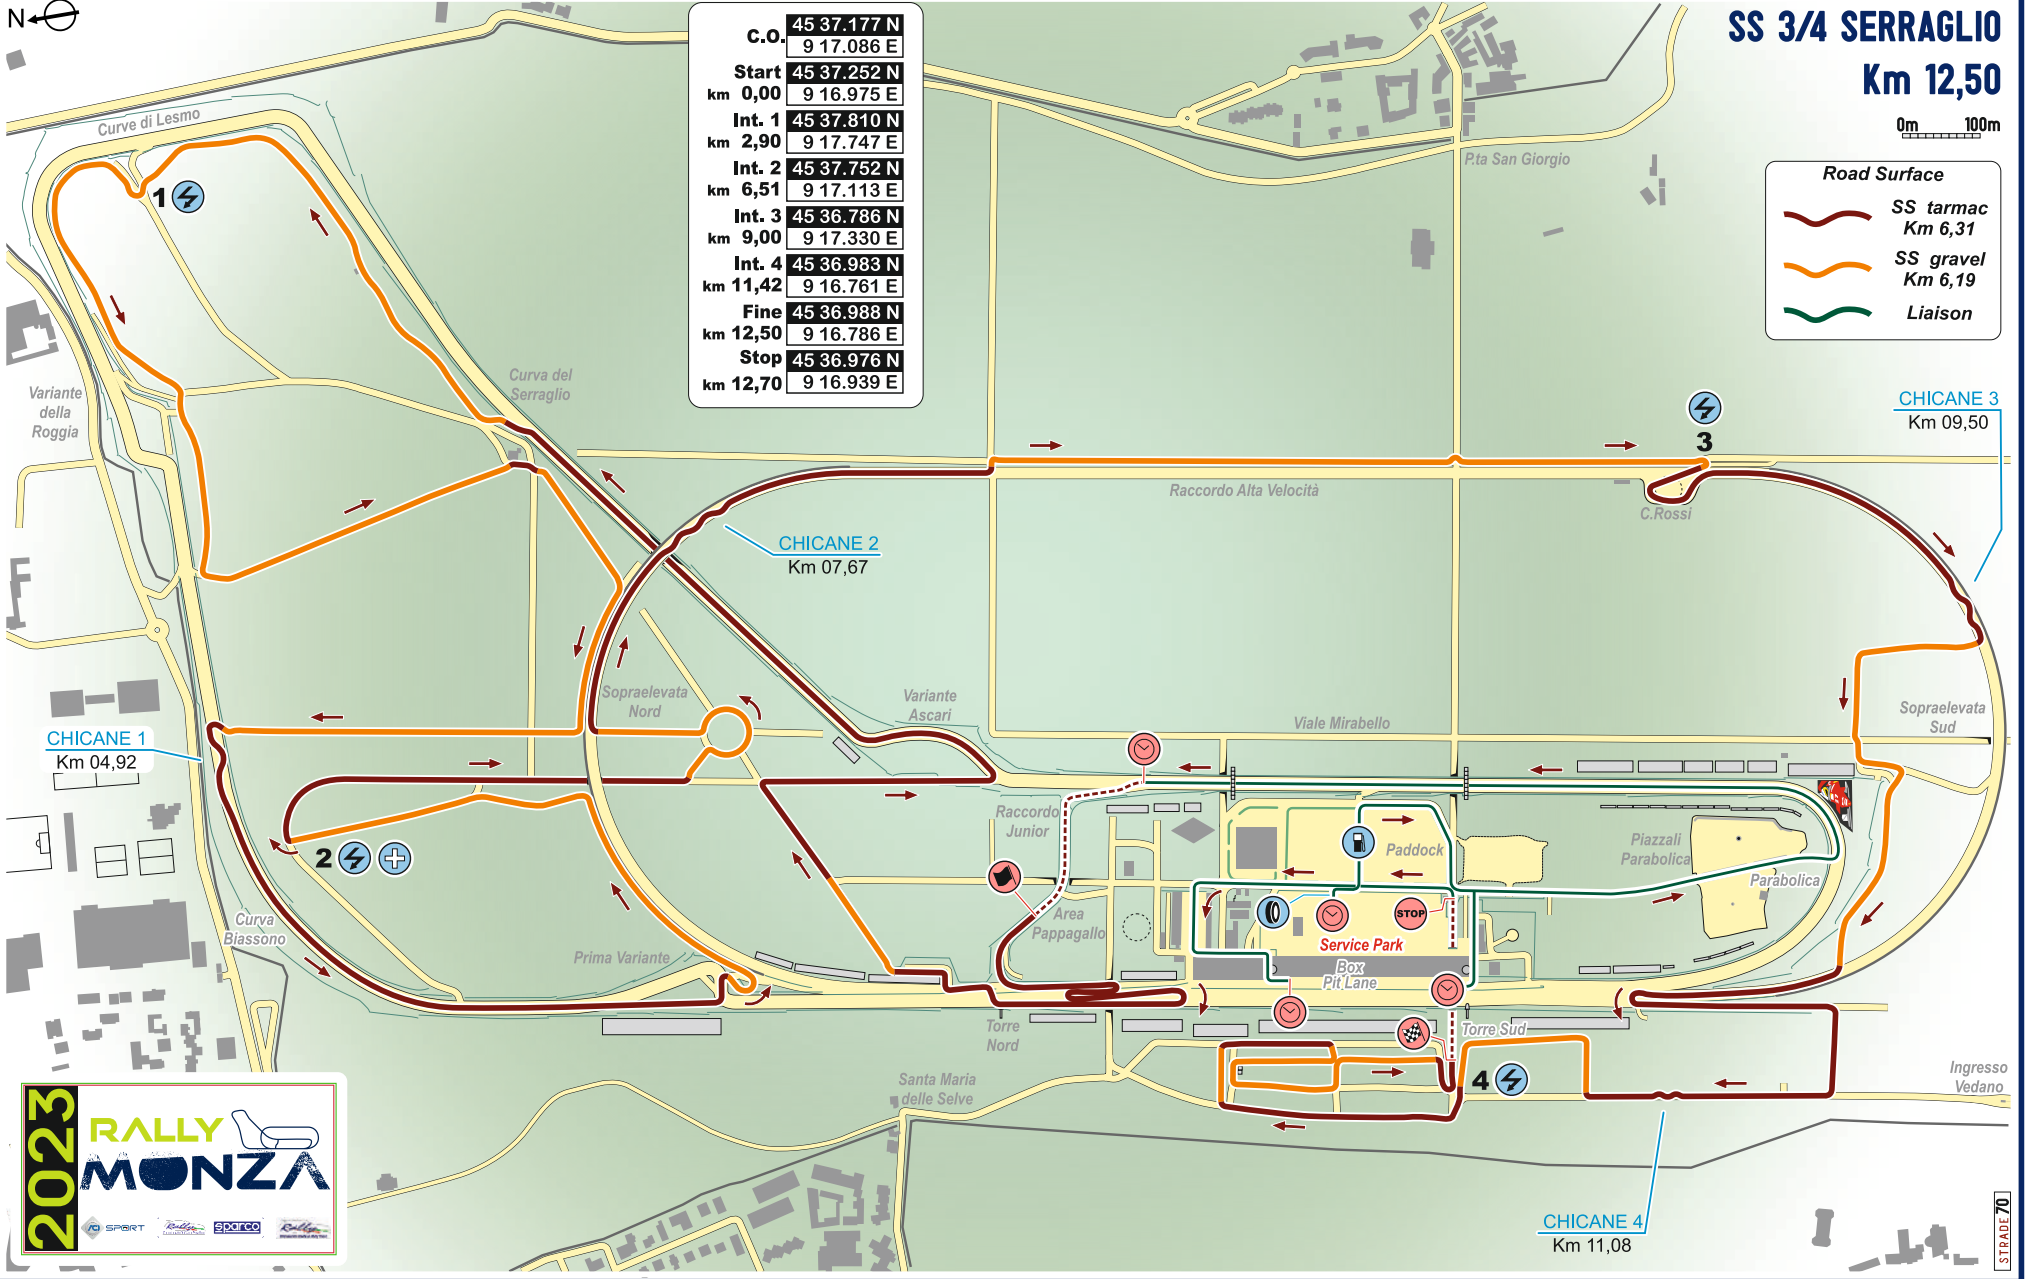 N
C.O. 45 37.177 N
9 17.086 E
Start 45 37.252 N
km 0,00 9 16.975 E
Int. 1 45 37.810 N
km 2,90 9 17.747 E
Int. 2 45 37.752 N
km 6,51 9 17.113 E
Int. 3 45 36.786 N
km 9,00 9 17.330 E
Int. 4 45 36.983 N
km 11,42 9 16.761 E
Fine 45 36.988 N
km 12,50 9 16.786 E
Stop 45 36.976 N
km 12,70 9 16.939 E
SS 3/4 SERRAGLIO
Km 12,50
0m 100m
Road Surface
SS tarmac
Km 6,31
SS gravel
Km 6,19
Liaison
Curve di Lesmo
1
P.ta San Giorgio
Variante
della
Roggia
Curva del
Serraglio
CHICANE 3
Km 09,50
3
Raccordo Alta Velocità
C.Rossi
CHICANE 2
Km 07,67
Sopraelevata
Nord
Variante
Ascari
Viale Mirabello
Sopraelevata
Sud
CHICANE 1
Km 04,92
Raccordo
Junior
Paddock
Piazzali
Parabolica
Parabolica
2
Curva
Biassono
Area
Pappagallo
STOP
Service Park
Prima Variante
Box
Pit Lane
Torre
Nord
Torre Sud
4
Santa Maria
delle Selve
Ingresso
Vedano
CHICANE 4
Km 11,08
2023
RALLY
MONZA
ACI SPORT
Rally
sparco
Rally
STRADE 70